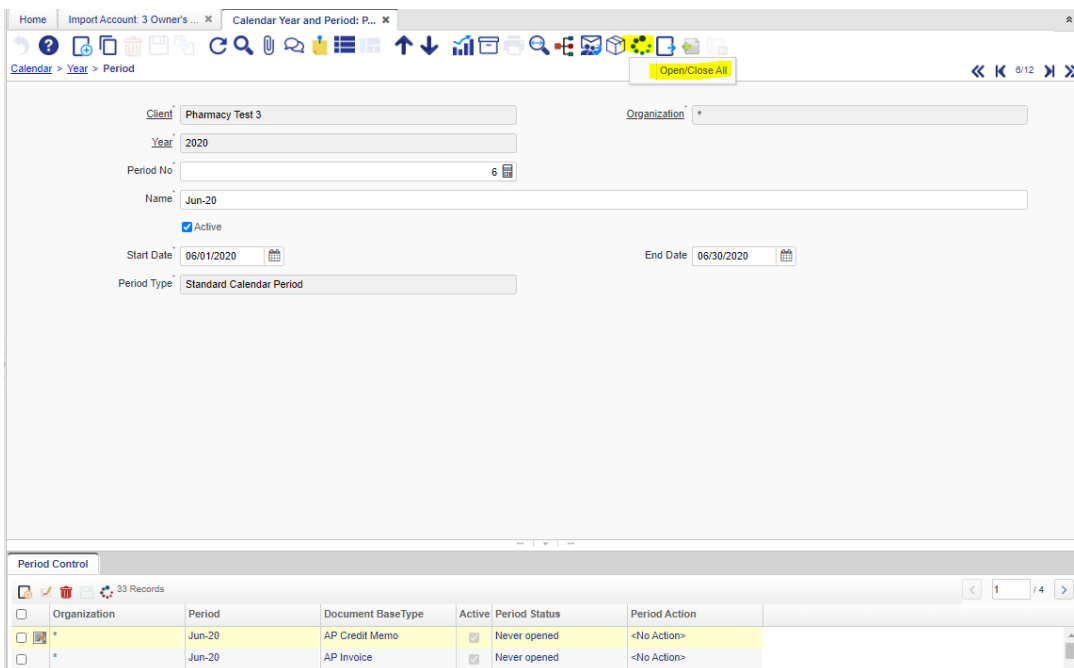 Home Import Account: 3 Owner's ... Calendar Year and Period: P...
Calendar > Year > Period
Open/Close All
6/12
Client Pharmacy Test 3 Organization *
Year 2020
Period No 6
Name Jun-20
Active
Start Date 06/01/2020 End Date 06/30/2020
Period Type Standard Calendar Period
Period Control
33 Records 1 / 4
Organization Period Document BaseType Active Period Status Period Action
* Jun-20 AP Credit Memo Never opened <No Action>
* Jun-20 AP Invoice Never opened <No Action>